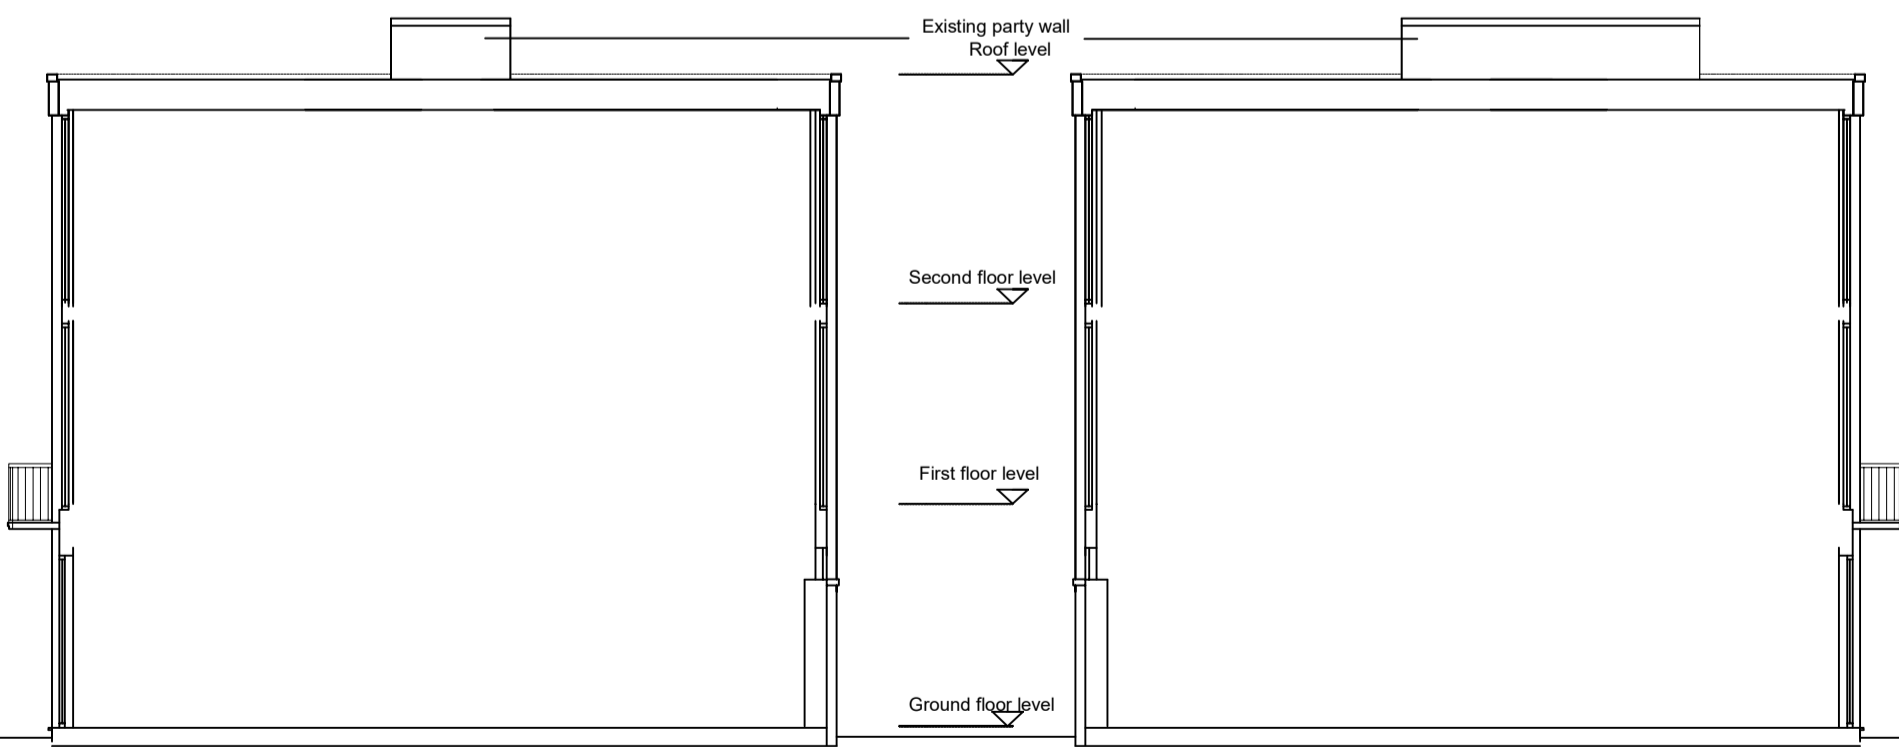 Existing party wall
Roof level
Second floor level
First floor level
Ground floor level